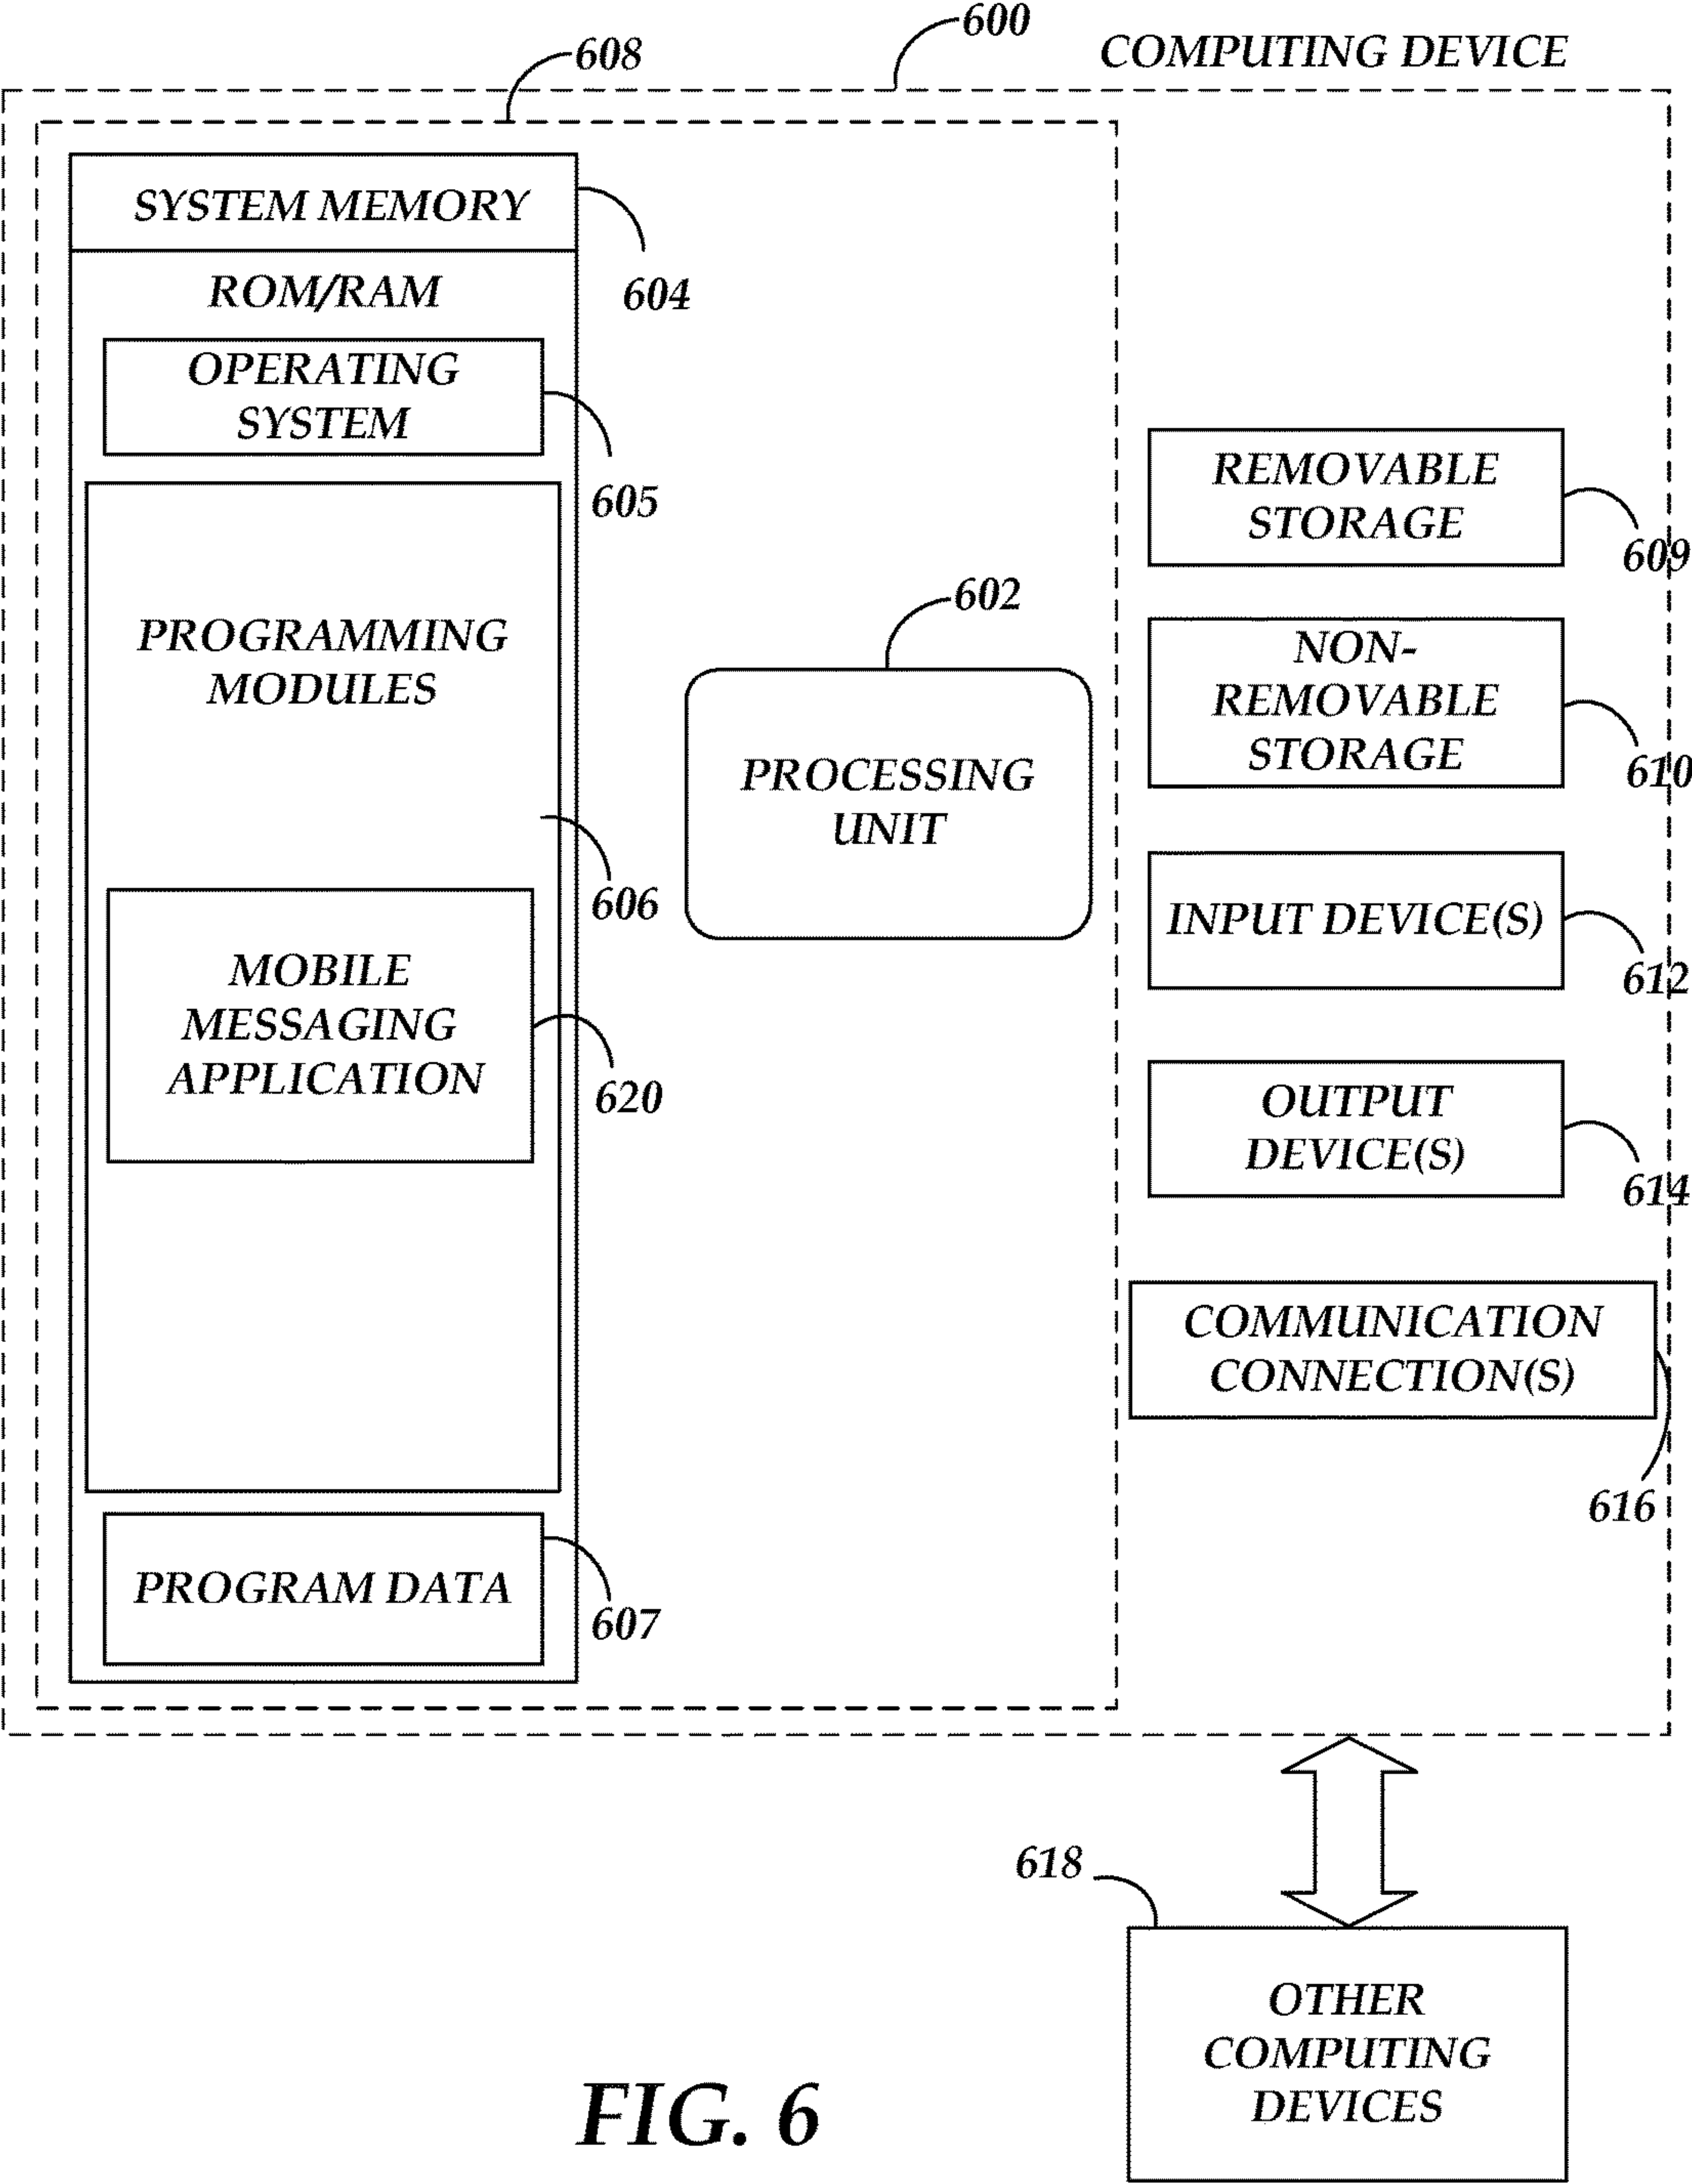 600
COMPUTING DEVICE
608
SYSTEM MEMORY
604
ROM/RAM
OPERATING
SYSTEM
605
PROGRAMMING
MODULES
606
MOBILE
MESSAGING
APPLICATION
620
PROGRAM DATA
607
602
PROCESSING
UNIT
REMOVABLE
STORAGE
609
NON-
REMOVABLE
STORAGE
610
INPUT DEVICE(S)
612
OUTPUT
DEVICE(S)
614
COMMUNICATION
CONNECTION(S)
616
618
OTHER
COMPUTING
DEVICES
FIG. 6